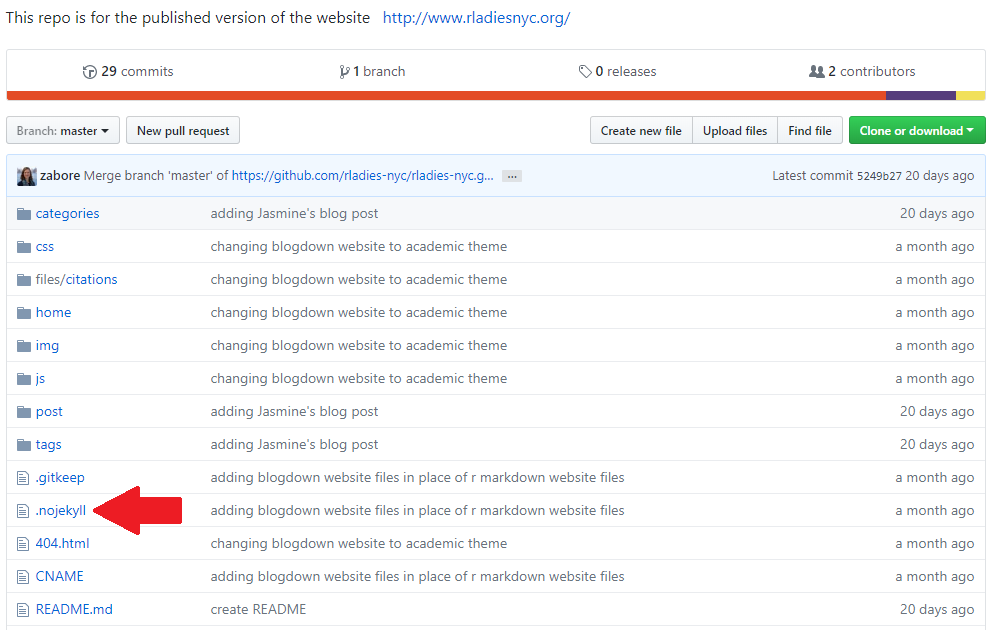 This repo is for the published version of the website http://www.rladiesnyc.org/
29 commits 1 branch 0 releases 2 contributors
Branch: master New pull request Create new file Upload files Find file Clone or download
zabore Merge branch 'master' of https://github.com/rladies-nyc/rladies-nyc.g... ... Latest commit 5249b27 20 days ago
categories adding Jasmine's blog post 20 days ago
css changing blogdown website to academic theme a month ago
files/citations changing blogdown website to academic theme a month ago
home changing blogdown website to academic theme a month ago
img changing blogdown website to academic theme a month ago
js changing blogdown website to academic theme a month ago
post adding Jasmine's blog post 20 days ago
tags adding Jasmine's blog post 20 days ago
.gitkeep adding blogdown website files in place of r markdown website files a month ago
.nojekyll adding blogdown website files in place of r markdown website files a month ago
404.html changing blogdown website to academic theme a month ago
CNAME adding blogdown website files in place of r markdown website files a month ago
README.md create README 20 days ago